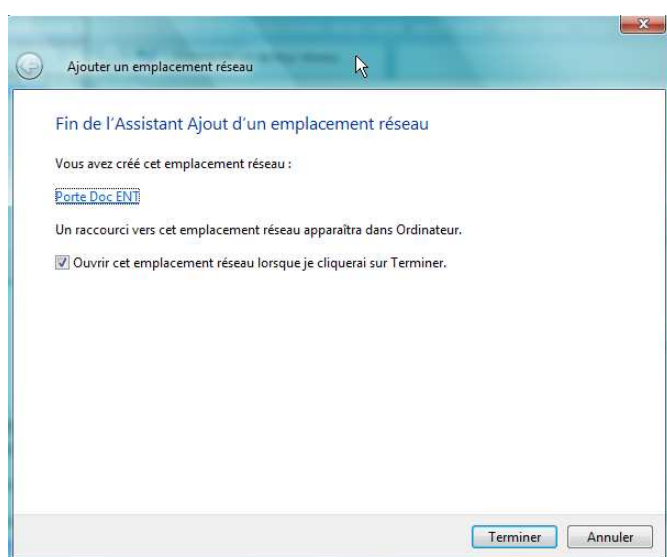 Ajouter un emplacement réseau
Fin de l'Assistant Ajout d'un emplacement réseau
Vous avez créé cet emplacement réseau :
Porte Doc ENT
Un raccourci vers cet emplacement réseau apparaîtra dans Ordinateur.
Ouvrir cet emplacement réseau lorsque je cliquerai sur Terminer.
Terminer Annuler